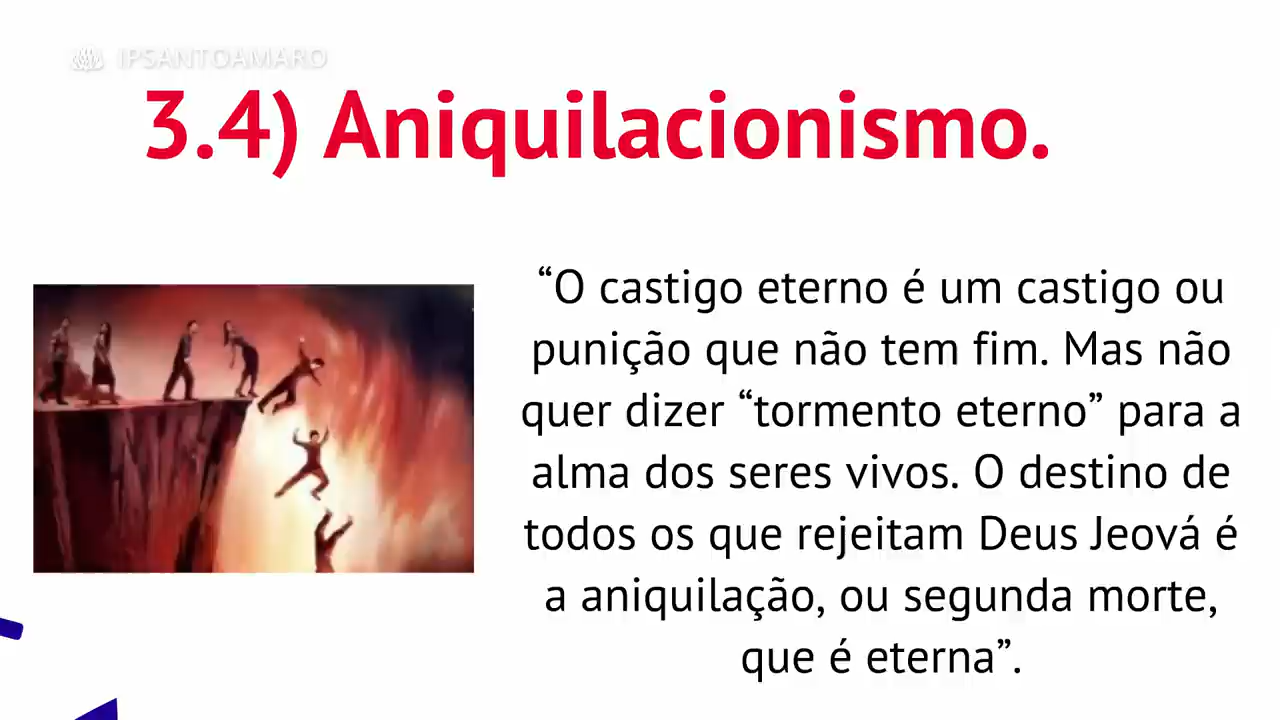 IPSANTOAMARO
3.4) Aniquilacionismo.
“O castigo eterno é um castigo ou
punição que não tem fim. Mas não
quer dizer “tormento eterno” para a
alma dos seres vivos. O destino de
todos os que rejeitam Deus Jeová é
a aniquilação, ou segunda morte,
que é eterna”.